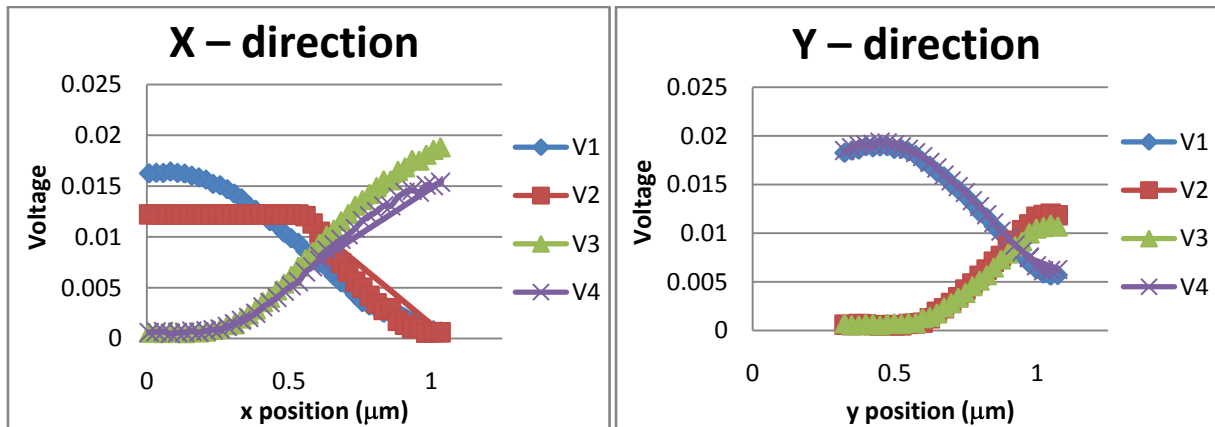 X – direction
0.025
0.02
0.015
0.01
0.005
0
Voltage
0 0.5 1
x position (μm)
V1
V2
V3
V4
Y – direction
0.025
0.02
0.015
0.01
0.005
0
Voltage
0 0.5 1
y position (μm)
V1
V2
V3
V4